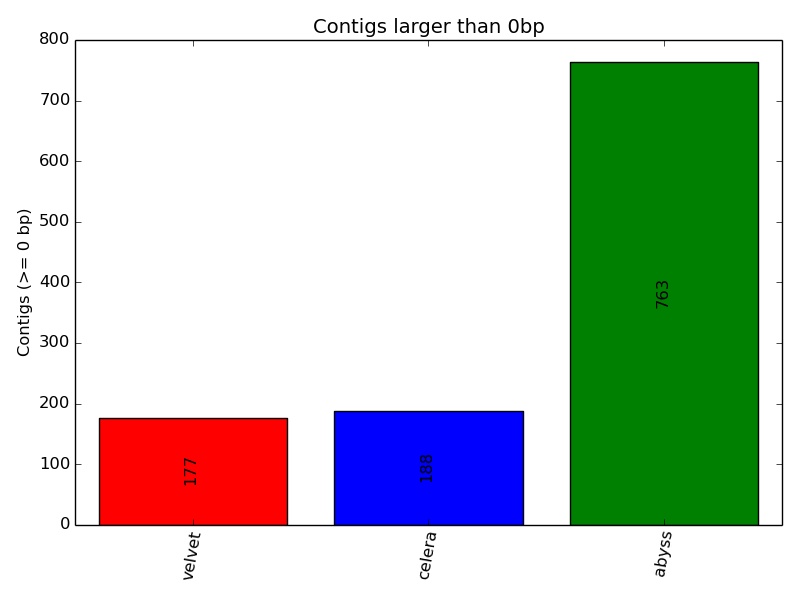 Contigs larger than 0bp
800
700
600
500
400
300
200
100
0
Contigs (>= 0 bp)
177
188
763
velvet
celera
abyss